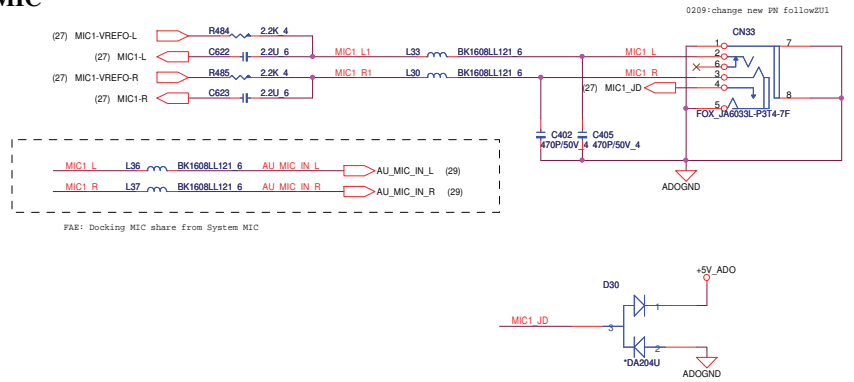 MIC
0209:change new PN followZU1
(27) MIC1-VREFO-L R484 2.2K_4 CN33
(27) MIC1-L C622 2.2U_6 MIC1_L1 L33 BK1608LL121_6 MIC1_L 1 2 7
(27) MIC1-VREFO-R R485 2.2K_4 MIC1_R1 L30 BK1608LL121_6 MIC1_R 6 3
(27) MIC1-R C623 2.2U_6 (27) MIC1_JD 4 8
5
FOX_JA6033L-P3T4-7F
C402 C405
470P/50V_4 470P/50V_4
MIC1_L L36 BK1608LL121_6 AU_MIC_IN_L AU_MIC_IN_L (29)
MIC1_R L37 BK1608LL121_6 AU_MIC_IN_R AU_MIC_IN_R (29)
ADOGND
FAE: Docking MIC share from System MIC
+5V_ADO
D30
1
MIC1_JD 3
2
*DA204U
ADOGND